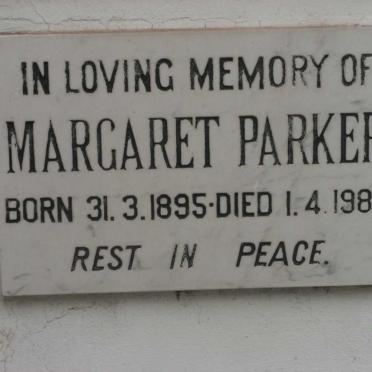 IN LOVING MEMORY OF
MARGARET PARKER
BORN 31.3.1895·DIED 1.4.198
REST IN PEACE.